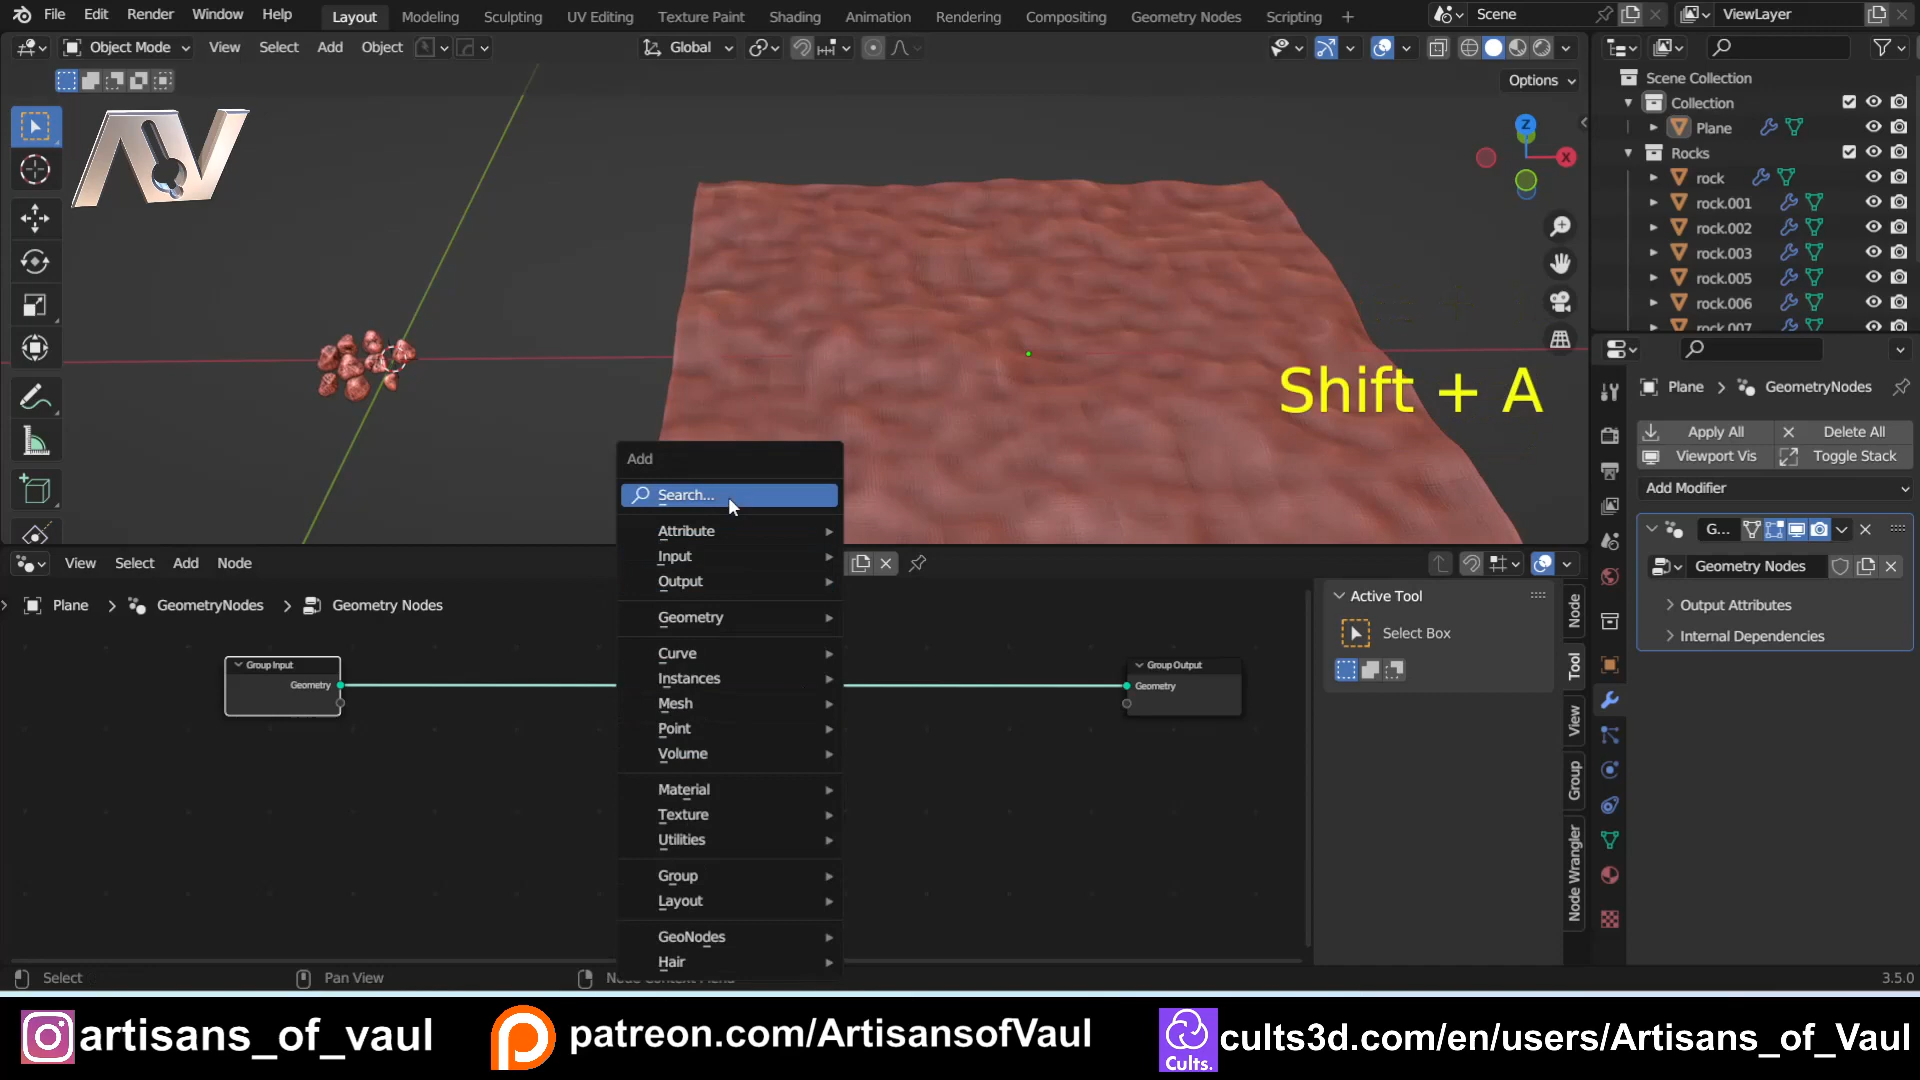 File Edit Render Window Help Layout Modeling Sculpting UV Editing Texture Paint Shading Animation Rendering Compositing Geometry Nodes Scripting + Scene ViewLayer
Object Mode View Select Add Object Global
Options
Scene Collection
Collection
Plane
Rocks
rock
rock.001
rock.002
rock.003
rock.005
rock.006
rock.007
Z
X
AV
Shift + A
Plane > GeometryNodes
Apply All Delete All
Viewport Vis Toggle Stack
Add Modifier
G...
Geometry Nodes
Output Attributes
Internal Dependencies
Add
Search...
Attribute
Input
Output
Geometry
Curve
Instances
Mesh
Point
Volume
Material
Texture
Utilities
Group
Layout
GeoNodes
Hair
View Select Add Node
Plane > GeometryNodes > Geometry Nodes
Group Input
Geometry
Group Output
Geometry
Active Tool
Select Box
Node
Tool
View
Group
Node Wrangler
Select Pan View
3.5.0
artisans_of_vaul patreon.com/ArtisansofVaul Cults. cults3d.com/en/users/Artisans_of_Vaul